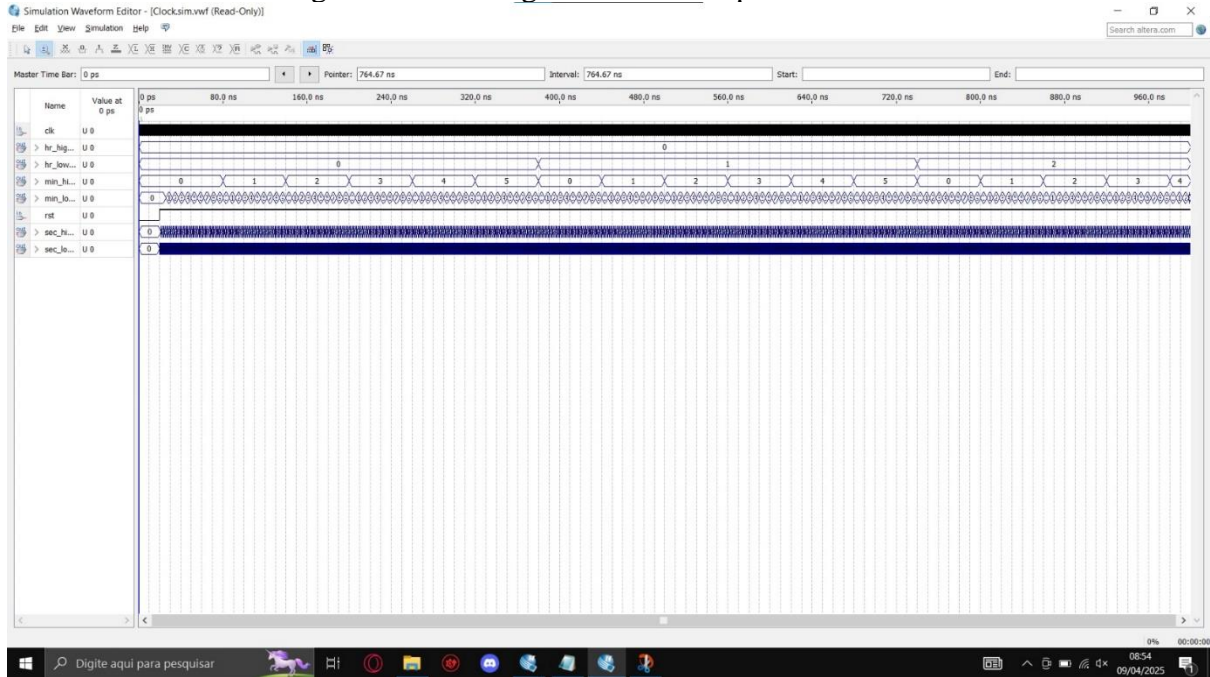 Simulation Waveform Editor - [Clock.sim.vwf (Read-Only)]
File Edit View Simulation Help
Search altera.com
Master Time Bar: 0 ps Pointer: 764.67 ns Interval: 764.67 ns Start: End:
Name Value at 0 ps
0 ps 80.0 ns 160.0 ns 240.0 ns 320.0 ns 400.0 ns 480.0 ns 560.0 ns 640.0 ns 720.0 ns 800.0 ns 880.0 ns 960.0 ns
0 ps
clk U 0
> hr_hig... U 0 0
> hr_low... U 0 0 1 2
> min_hi... U 0 0 1 2 3 4 5 0 1 2 3 4 5 0 1 2 3 4
> min_lo... U 0 0
rst U 0
> sec_hi... U 0 0
> sec_lo... U 0 0
0% 00:00:00
Digite aqui para pesquisar
08:54
09/04/2025